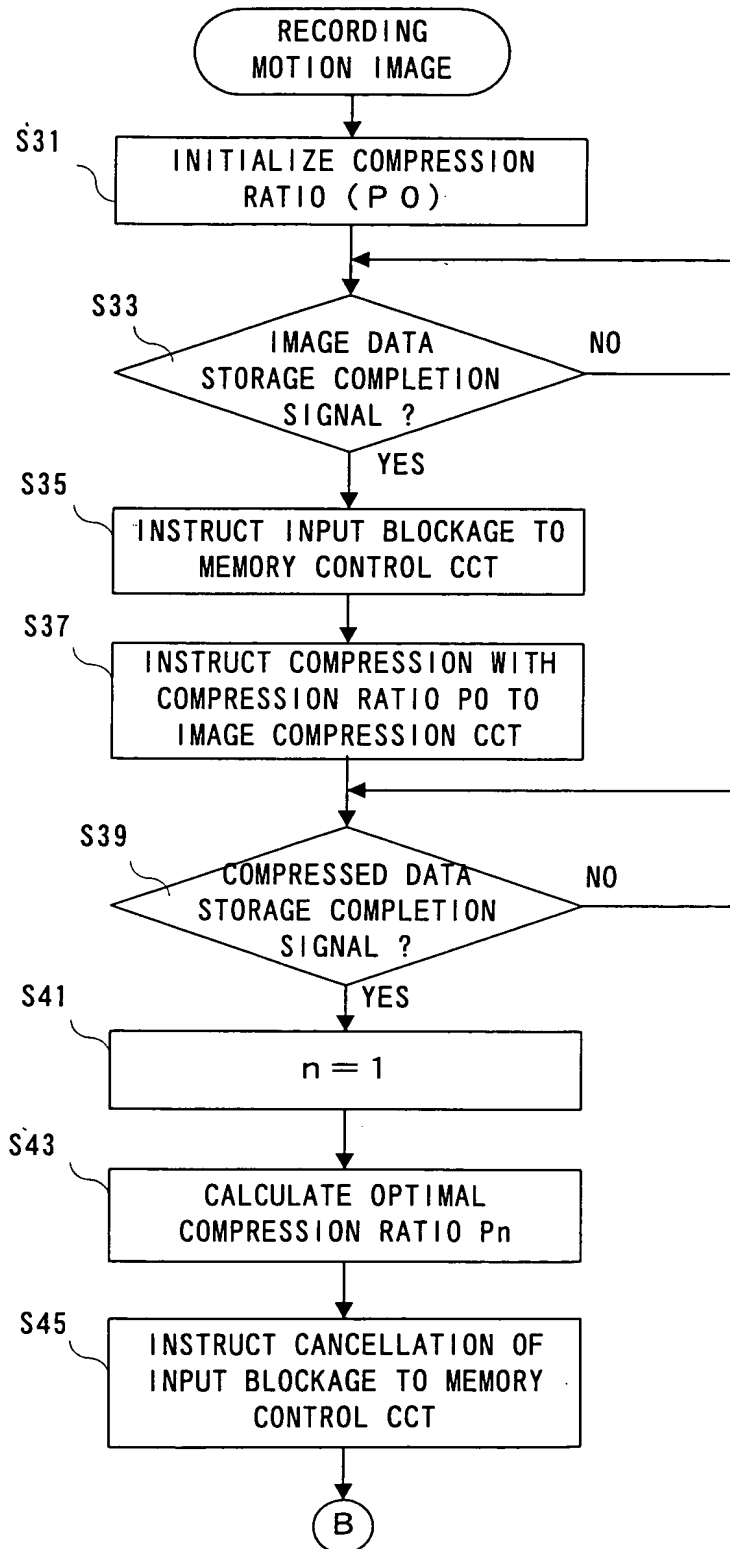 RECORDING
MOTION IMAGE
S31
INITIALIZE COMPRESSION
RATIO (P0)
S33
IMAGE DATA
STORAGE COMPLETION
SIGNAL ?
NO
YES
S35
INSTRUCT INPUT BLOCKAGE TO
MEMORY CONTROL CCT
S37
INSTRUCT COMPRESSION WITH
COMPRESSION RATIO P0 TO
IMAGE COMPRESSION CCT
S39
COMPRESSED DATA
STORAGE COMPLETION
SIGNAL ?
NO
YES
S41
n = 1
S43
CALCULATE OPTIMAL
COMPRESSION RATIO Pn
S45
INSTRUCT CANCELLATION OF
INPUT BLOCKAGE TO MEMORY
CONTROL CCT
B